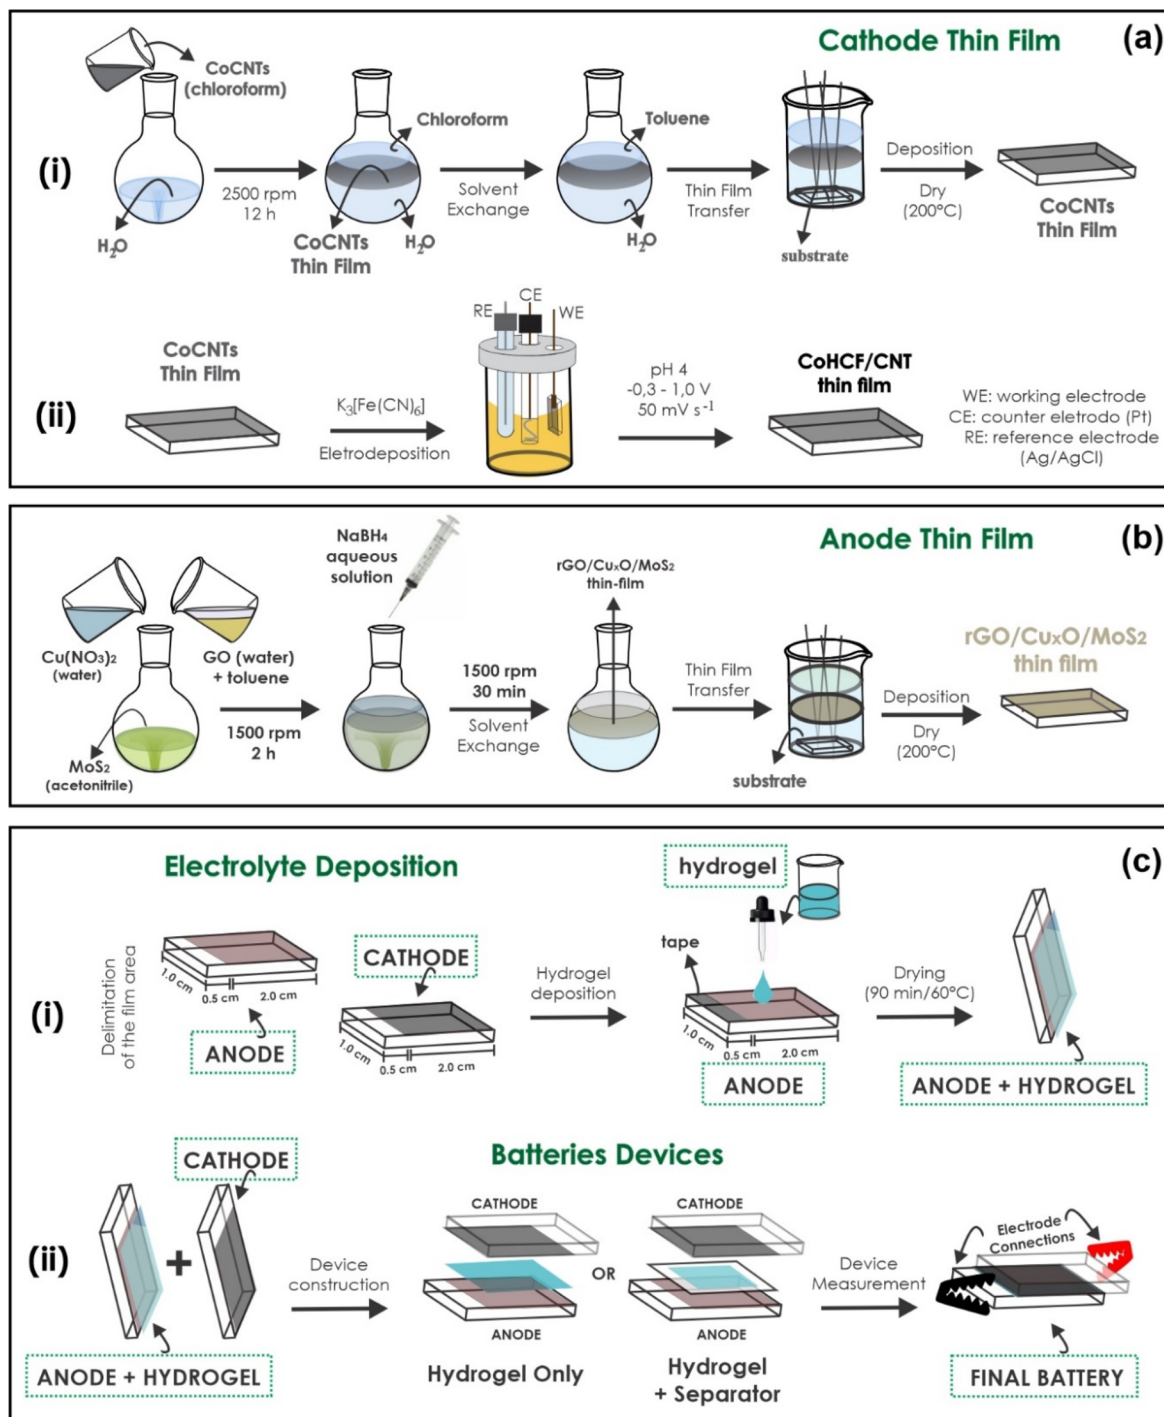 Cathode Thin Film
(a)
(i)
CoCNTs
(chloroform)
H₂O
2500 rpm
12 h
Chloroform
CoCNTs
Thin Film
H₂O
Solvent
Exchange
Toluene
H₂O
Thin Film
Transfer
substrate
Deposition
Dry
(200°C)
CoCNTs
Thin Film
(ii)
CoCNTs
Thin Film
K₃[Fe(CN)₆]
Eletrodeposition
RE
CE
WE
pH 4
-0,3 - 1,0 V
50 mV s⁻¹
CoHCF/CNT
thin film
WE: working electrode
CE: counter eletrodo (Pt)
RE: reference electrode
(Ag/AgCl)
Anode Thin Film
(b)
Cu(NO₃)₂
(water)
GO (water)
+ toluene
MoS₂
(acetonitrile)
1500 rpm
2 h
NaBH₄
aqueous
solution
1500 rpm
30 min
Solvent
Exchange
rGO/CuxO/MoS₂
thin-film
Thin Film
Transfer
substrate
Deposition
Dry
(200°C)
rGO/CuxO/MoS₂
thin film
Electrolyte Deposition
(c)
(i)
Delimitation
of the film area
1.0 cm
0.5 cm
2.0 cm
ANODE
CATHODE
1.0 cm
0.5 cm
2.0 cm
Hydrogel
deposition
hydrogel
tape
1.0 cm
0.5 cm
2.0 cm
ANODE
Drying
(90 min/60°C)
ANODE + HYDROGEL
Batteries Devices
(ii)
CATHODE
+
ANODE + HYDROGEL
Device
construction
CATHODE
ANODE
Hydrogel Only
OR
CATHODE
ANODE
Hydrogel
+ Separator
Device
Measurement
Electrode
Connections
FINAL BATTERY